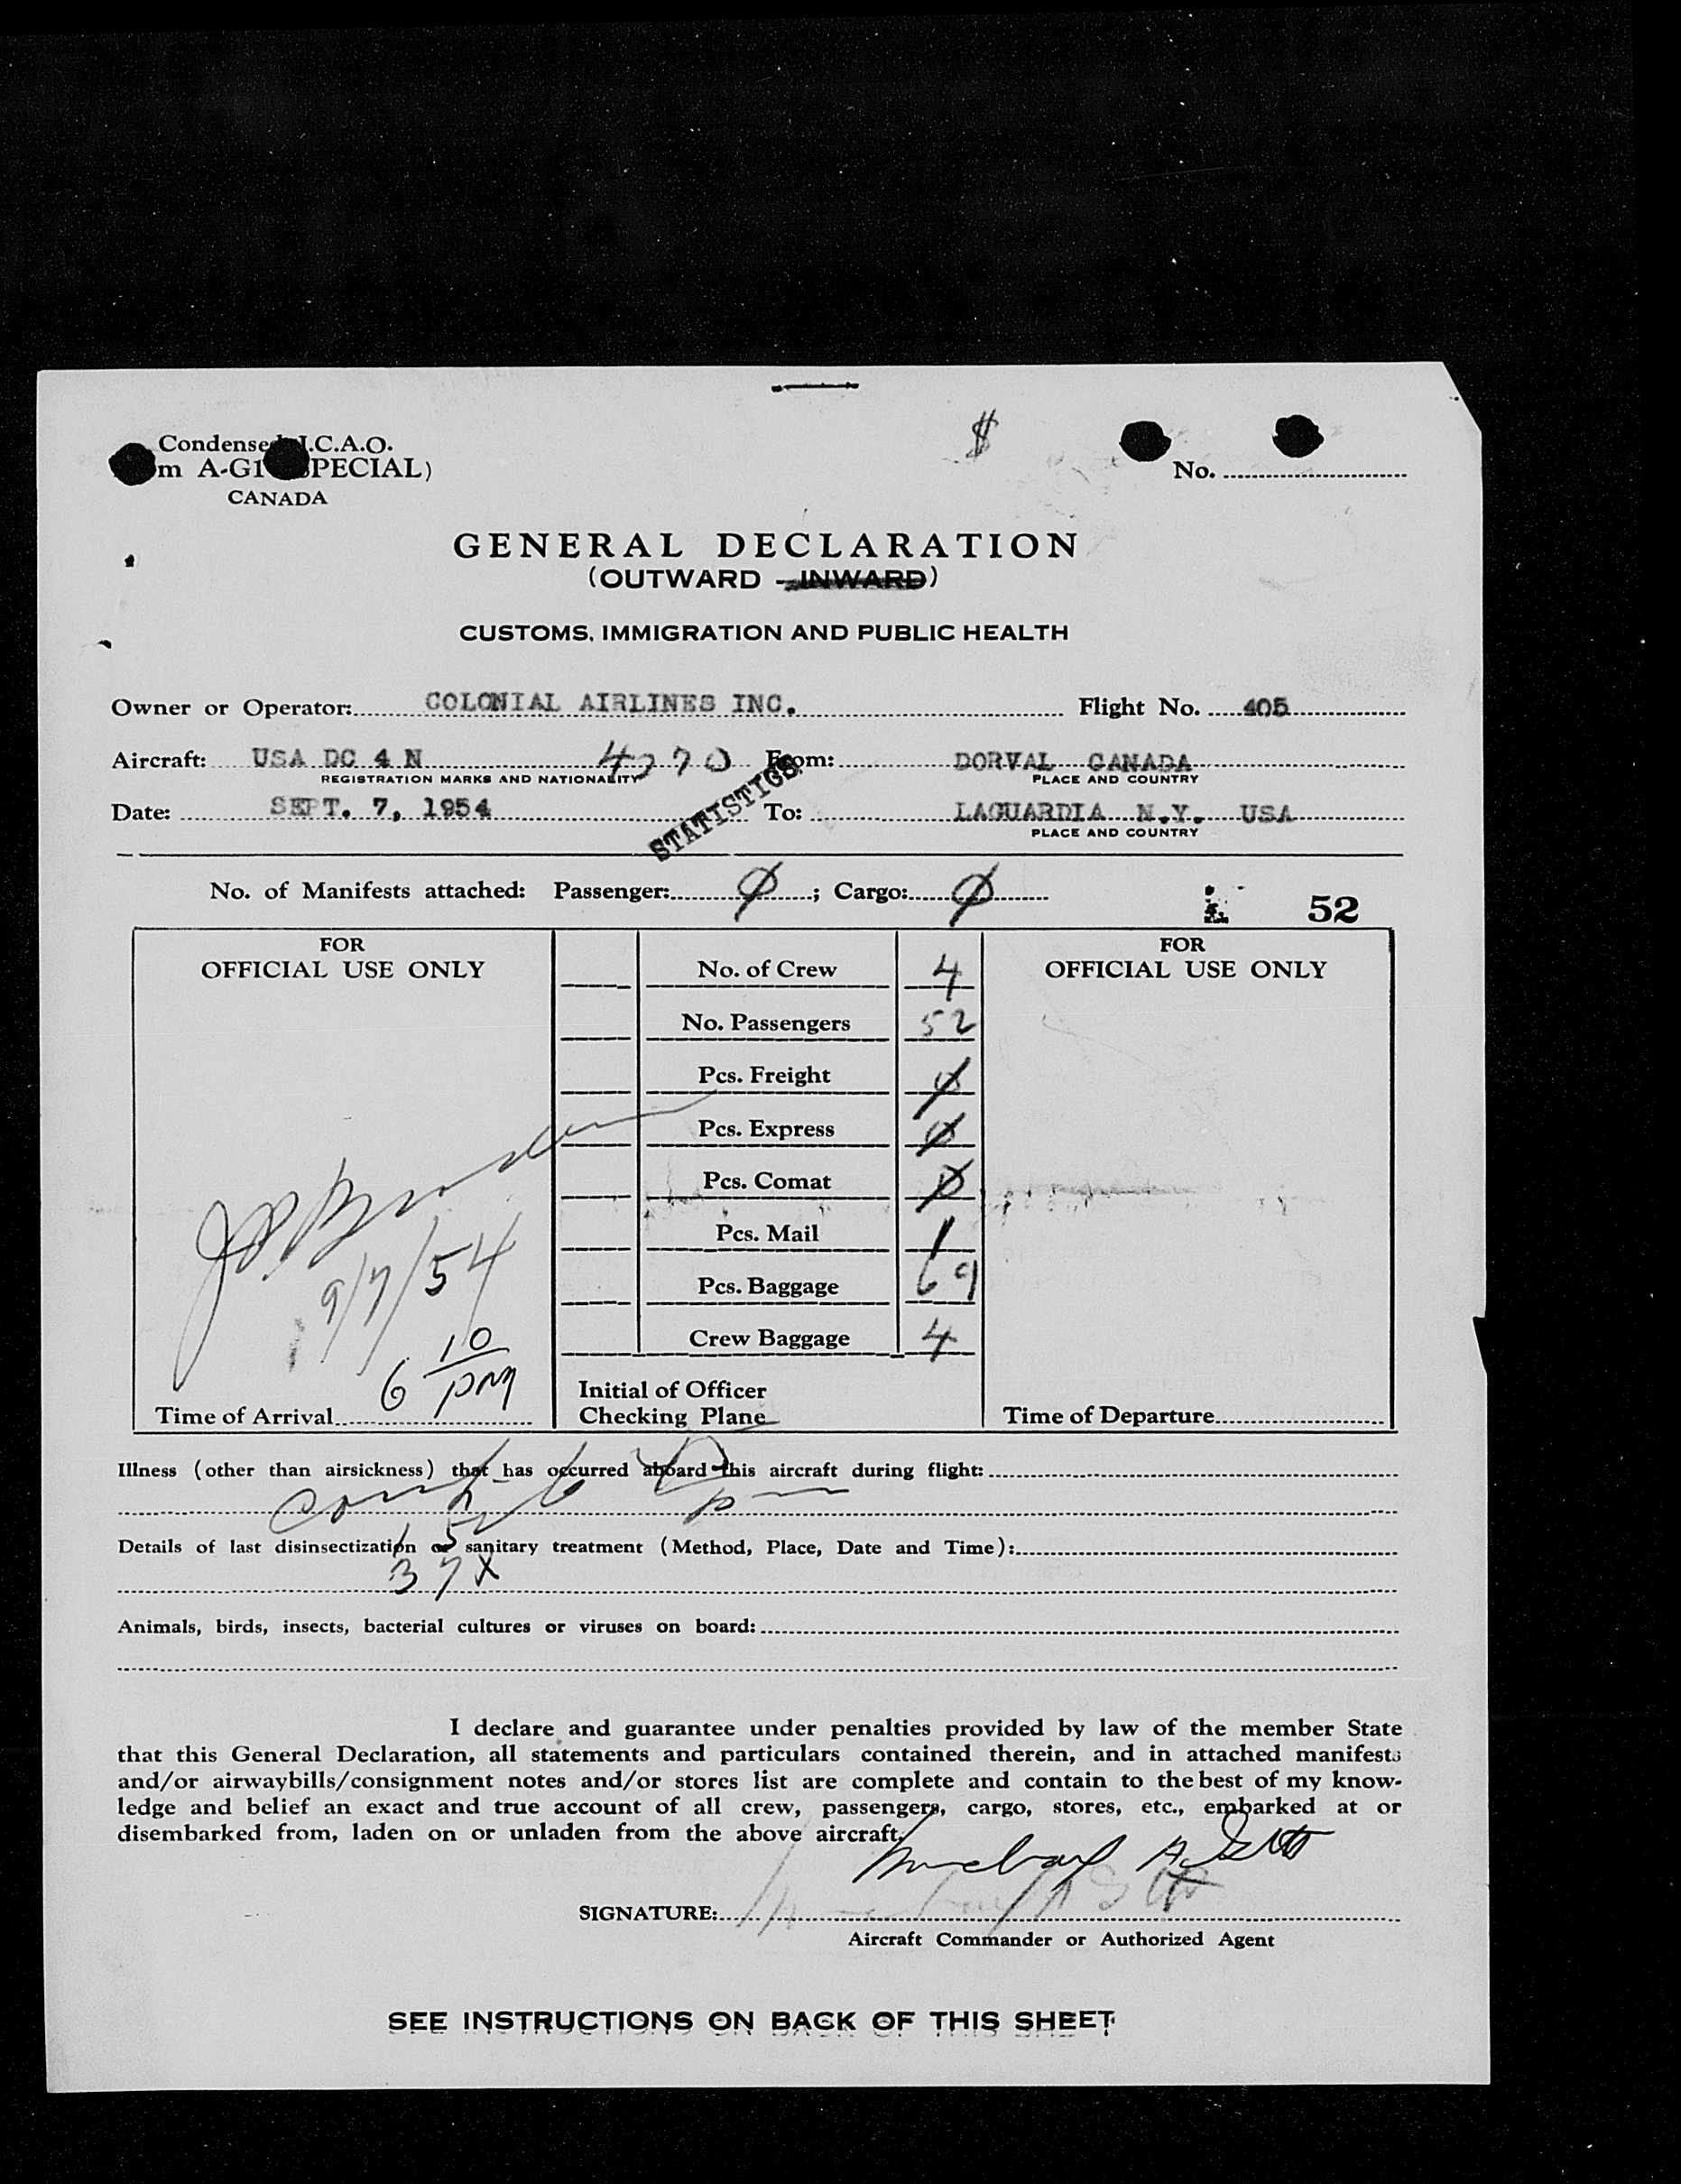 Condensed I.C.A.O.
$
m A-G1 SPECIAL)
No.
CANADA
GENERAL DECLARATION
(OUTWARD - INWARD)
CUSTOMS, IMMIGRATION AND PUBLIC HEALTH
Owner or Operator: COLONIAL AIRLINES INC. Flight No. 405
Aircraft: USA DC 4 N From: DORVAL CANADA
REGISTRATION MARKS AND NATIONALITY PLACE AND COUNTRY
STATISTICS
Date: SEPT. 7, 1954 To: LAGUARDIA N.Y. USA
PLACE AND COUNTRY
No. of Manifests attached: Passenger: Ø; Cargo: Ø
52
FOR
OFFICIAL USE ONLY
No. of Crew 4
No. Passengers 52
Pcs. Freight Ø
Pcs. Express Ø
Pcs. Comat Ø
Pcs. Mail 1
Pcs. Baggage 69
Crew Baggage 4
FOR
OFFICIAL USE ONLY
9/7/54
6 10 pm
Time of Arrival
Initial of Officer
Checking Plane
Time of Departure
Illness (other than airsickness) that has occurred aboard this aircraft during flight:
Details of last disinsectization or sanitary treatment (Method, Place, Date and Time):
Animals, birds, insects, bacterial cultures or viruses on board:
I declare and guarantee under penalties provided by law of the member State
that this General Declaration, all statements and particulars contained therein, and in attached manifests
and/or airwaybills/consignment notes and/or stores list are complete and contain to the best of my know-
ledge and belief an exact and true account of all crew, passengers, cargo, stores, etc., embarked at or
disembarked from, laden on or unladen from the above aircraft.
SIGNATURE:
Aircraft Commander or Authorized Agent
SEE INSTRUCTIONS ON BACK OF THIS SHEET